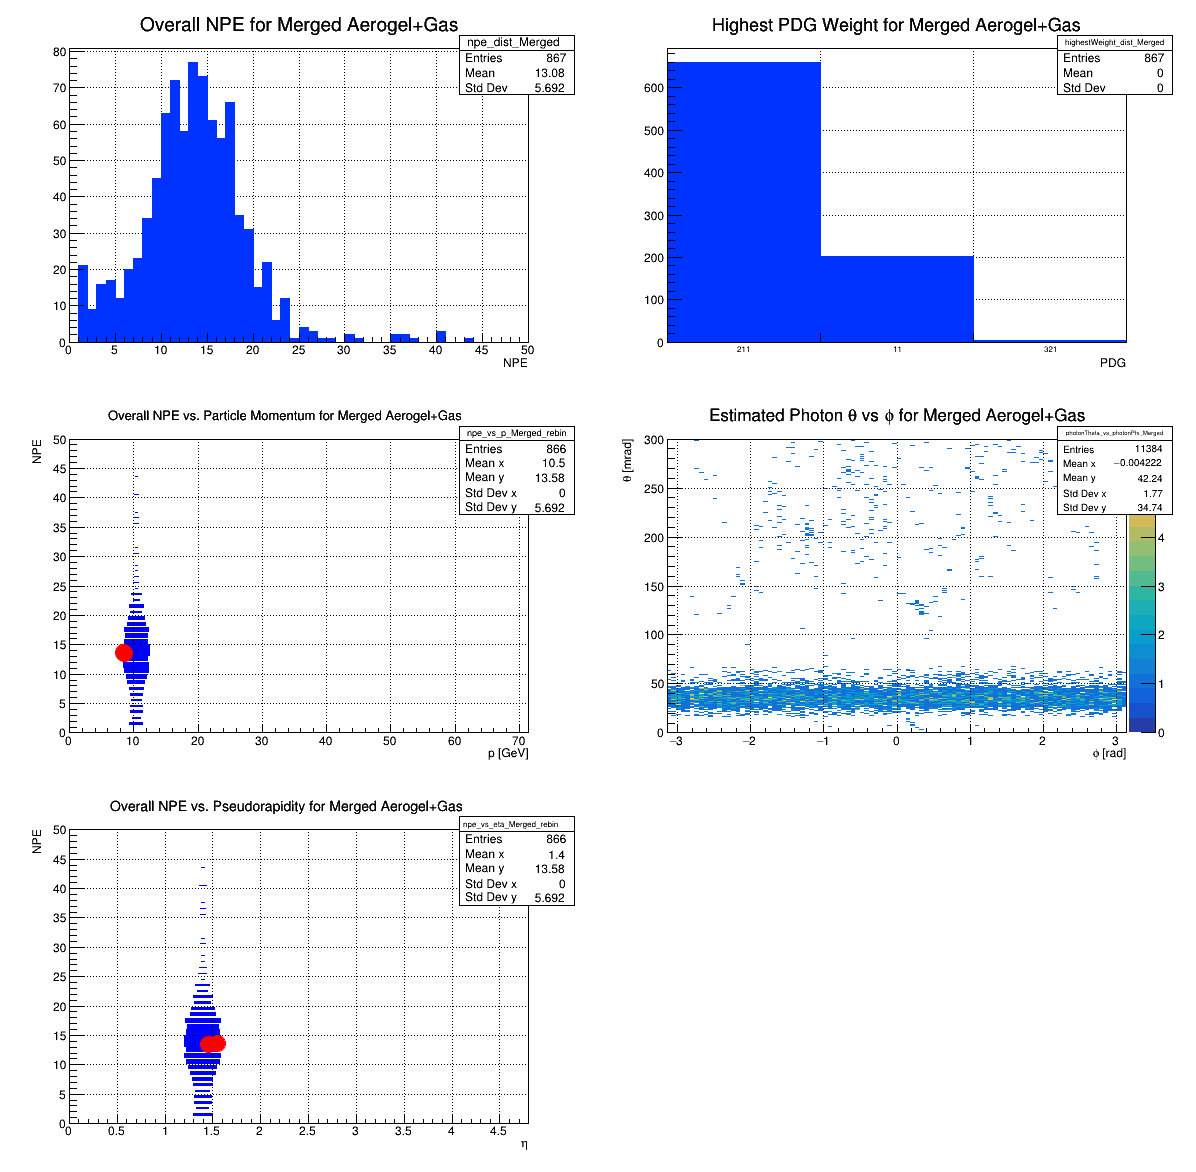 Overall NPE for Merged Aerogel+Gas
npe_dist_Merged
Entries 867
Mean 13.08
Std Dev 5.692
80
70
60
50
40
30
20
10
0
0 5 10 15 20 25 30 35 40 45 50
NPE
Highest PDG Weight for Merged Aerogel+Gas
highestWeight_dist_Merged
Entries 867
Mean 0
Std Dev 0
600
500
400
300
200
100
0
211 11 321
PDG
Overall NPE vs. Particle Momentum for Merged Aerogel+Gas
npe_vs_p_Merged_rebin
Entries 866
Mean x 10.5
Mean y 13.58
Std Dev x 0
Std Dev y 5.692
NPE
50
45
40
35
30
25
20
15
10
5
0
0 10 20 30 40 50 60 70
p [GeV]
Estimated Photon θ vs ϕ for Merged Aerogel+Gas
photonTheta_vs_photonPhi_Merged
Entries 11384
Mean x −0.004222
Mean y 42.24
Std Dev x 1.77
Std Dev y 34.74
θ [mrad]
300
250
200
150
100
50
0
−3 −2 −1 0 1 2 3
ϕ [rad]
4
3
2
1
0
Overall NPE vs. Pseudorapidity for Merged Aerogel+Gas
npe_vs_eta_Merged_rebin
Entries 866
Mean x 1.4
Mean y 13.58
Std Dev x 0
Std Dev y 5.692
NPE
50
45
40
35
30
25
20
15
10
5
0
0 0.5 1 1.5 2 2.5 3 3.5 4 4.5
η